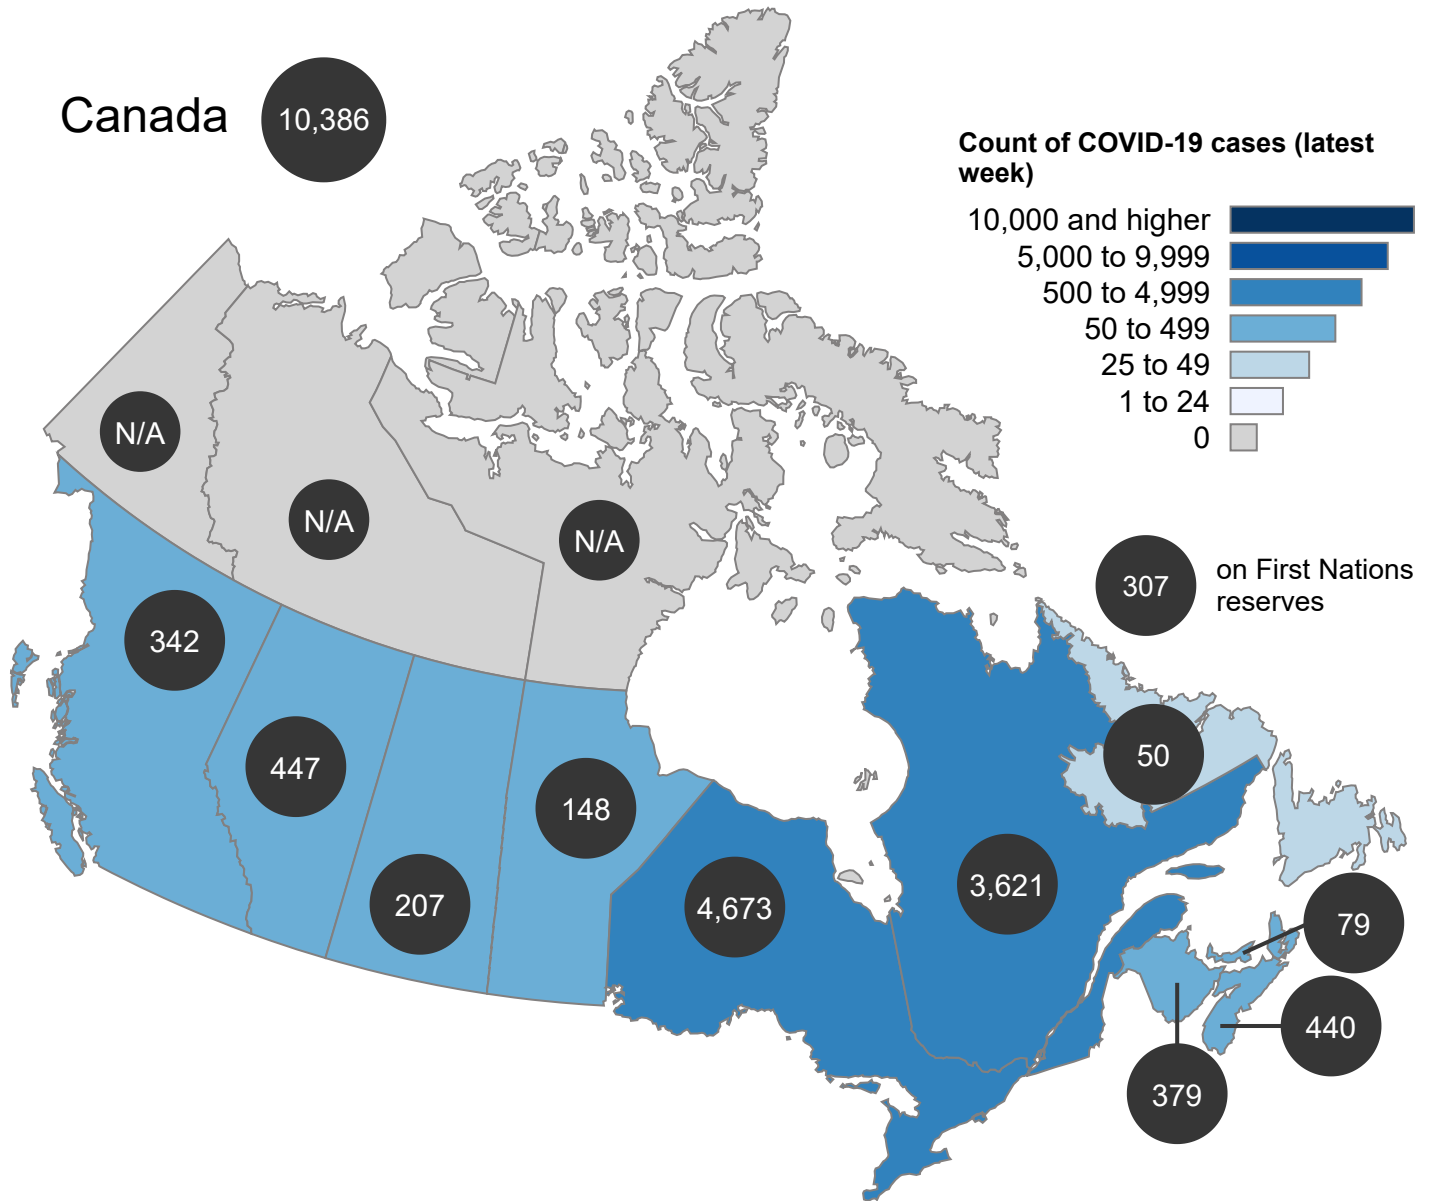 Canada
10,386
Count of COVID-19 cases (latest
week)
10,000 and higher
5,000 to 9,999
500 to 4,999
50 to 499
25 to 49
1 to 24
0
N/A
N/A
N/A
307
on First Nations
reserves
342
447
207
148
4,673
3,621
50
79
440
379